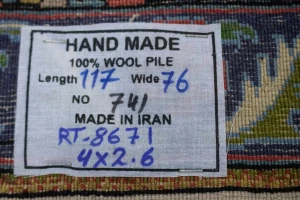 HAND MADE
100% WOOL PILE
Length 117 Wide 76
NO 741
MADE IN IRAN
RT-8671
4x2.6